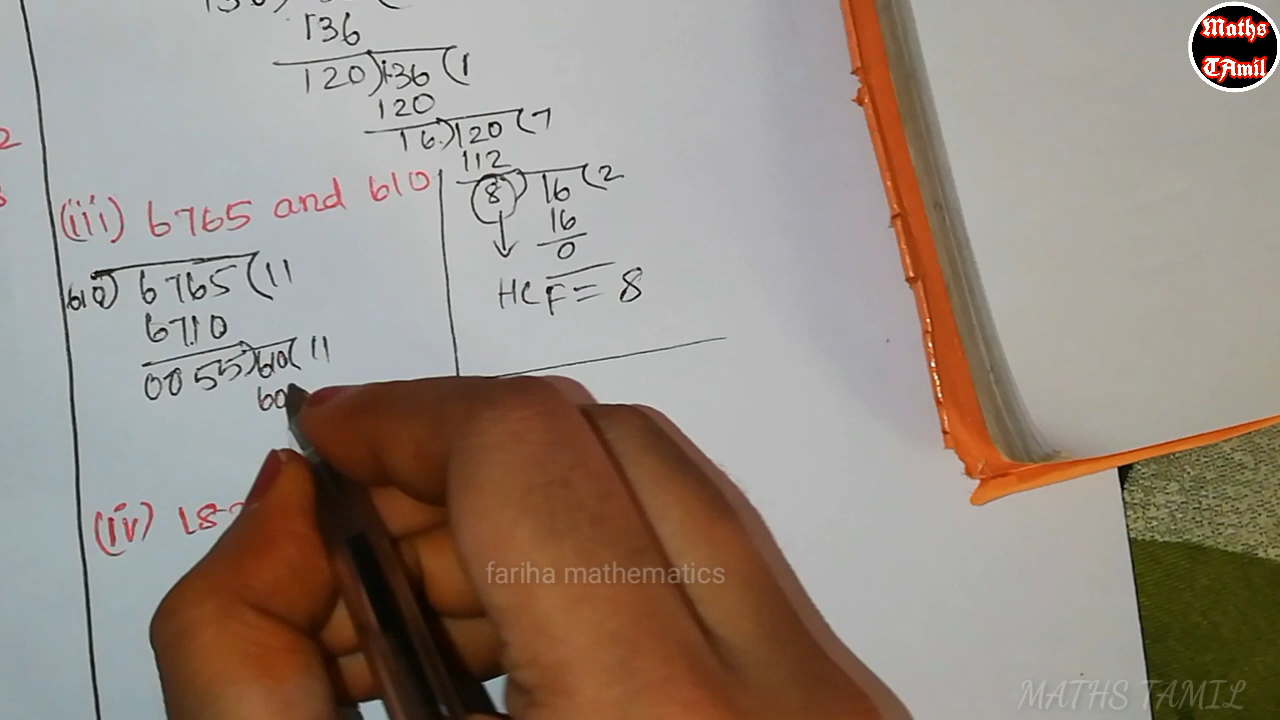 Maths
TAmil
136
120)136(1
120
16)120(7
112
8)16(2
16
0
HCF = 8
(iii) 6765 and 610
610)6765(11
6710
0055)610(11
60
(iv) 18
fariha mathematics
MATHS TAMIL